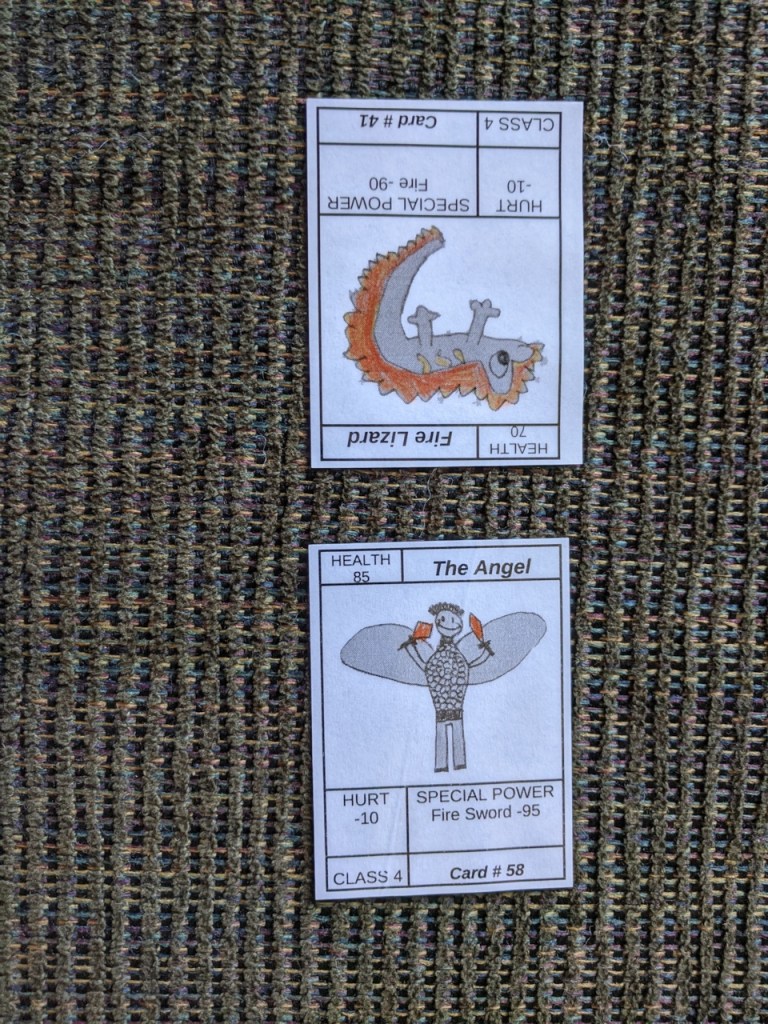 HEALTH
70
Fire Lizard
HURT
-10
SPECIAL POWER
Fire -90
CLASS 4
Card # 41
HEALTH
85
The Angel
HURT
-10
SPECIAL POWER
Fire Sword -95
CLASS 4
Card # 58